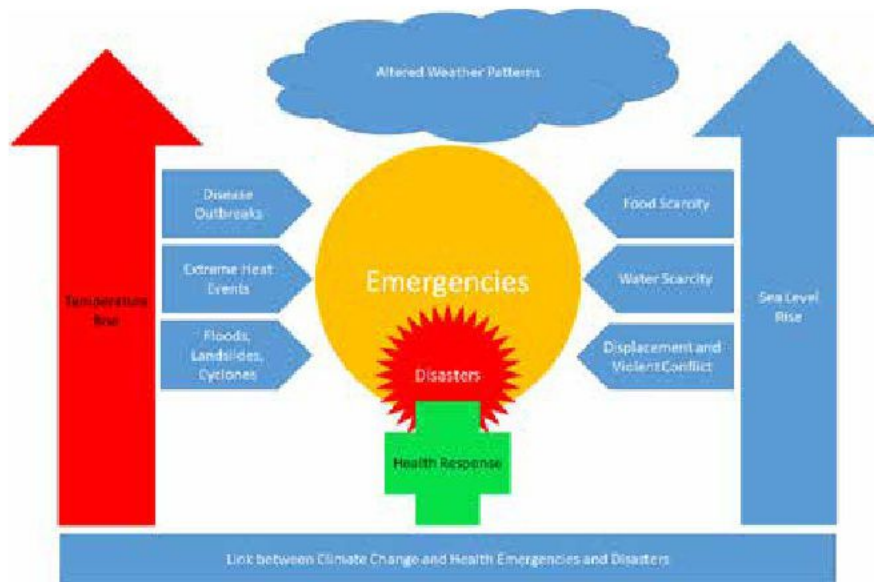 Altered Weather Patterns
Disease
Outbreaks
Extreme Heat
Events
Floods,
Landslides,
Cyclones
Temperature
Rise
Emergencies
Disasters
Health Response
Food Scarcity
Water Scarcity
Displacement and
Violent Conflict
Sea Level
Rise
Link between Climate Change and Health Emergencies and Disasters